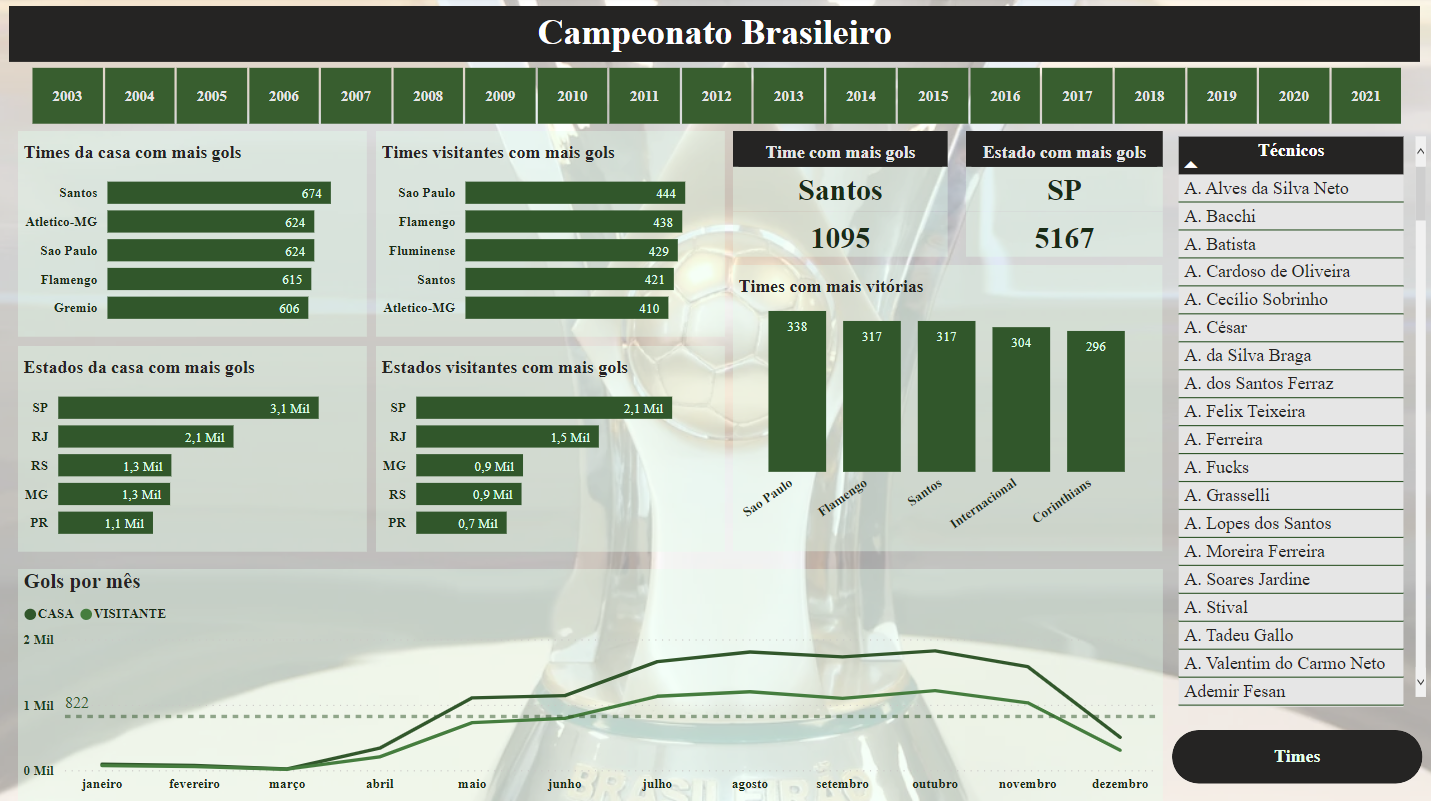 Campeonato Brasileiro
2003 2004 2005 2006 2007 2008 2009 2010 2011 2012 2013 2014 2015 2016 2017 2018 2019 2020 2021
Times da casa com mais gols
Santos 674
Atletico-MG 624
Sao Paulo 624
Flamengo 615
Gremio 606
Times visitantes com mais gols
Sao Paulo 444
Flamengo 438
Fluminense 429
Santos 421
Atletico-MG 410
Time com mais gols
Santos
1095
Estado com mais gols
SP
5167
Estados da casa com mais gols
SP 3,1 Mil
RJ 2,1 Mil
RS 1,3 Mil
MG 1,3 Mil
PR 1,1 Mil
Estados visitantes com mais gols
SP 2,1 Mil
RJ 1,5 Mil
MG 0,9 Mil
RS 0,9 Mil
PR 0,7 Mil
Times com mais vitórias
338 317 317 304 296
Sao Paulo Flamengo Santos Internacional Corinthians
Gols por mês
CASA VISITANTE
2 Mil
822
1 Mil
0 Mil
janeiro fevereiro março abril maio junho julho agosto setembro outubro novembro dezembro
BRASILEIRÃO
Técnicos
A. Alves da Silva Neto
A. Bacchi
A. Batista
A. Cardoso de Oliveira
A. Cecílio Sobrinho
A. César
A. da Silva Braga
A. dos Santos Ferraz
A. Felix Teixeira
A. Ferreira
A. Fucks
A. Grasselli
A. Lopes dos Santos
A. Moreira Ferreira
A. Soares Jardine
A. Stival
A. Tadeu Gallo
A. Valentim do Carmo Neto
Ademir Fesan
Times